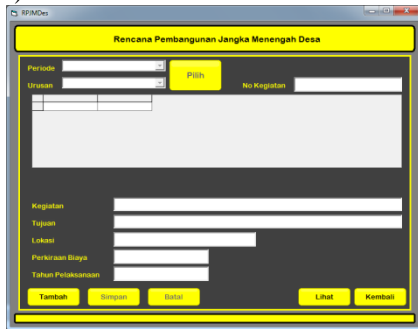 RPJMDes
Rencana Pembangunan Jangka Menengah Desa
Periode
Pilih
Urusan
No Kegiatan
Kegiatan
Tujuan
Lokasi
Perkiraan Biaya
Tahun Pelaksanaan
Tambah Simpan Batal Lihat Kembali